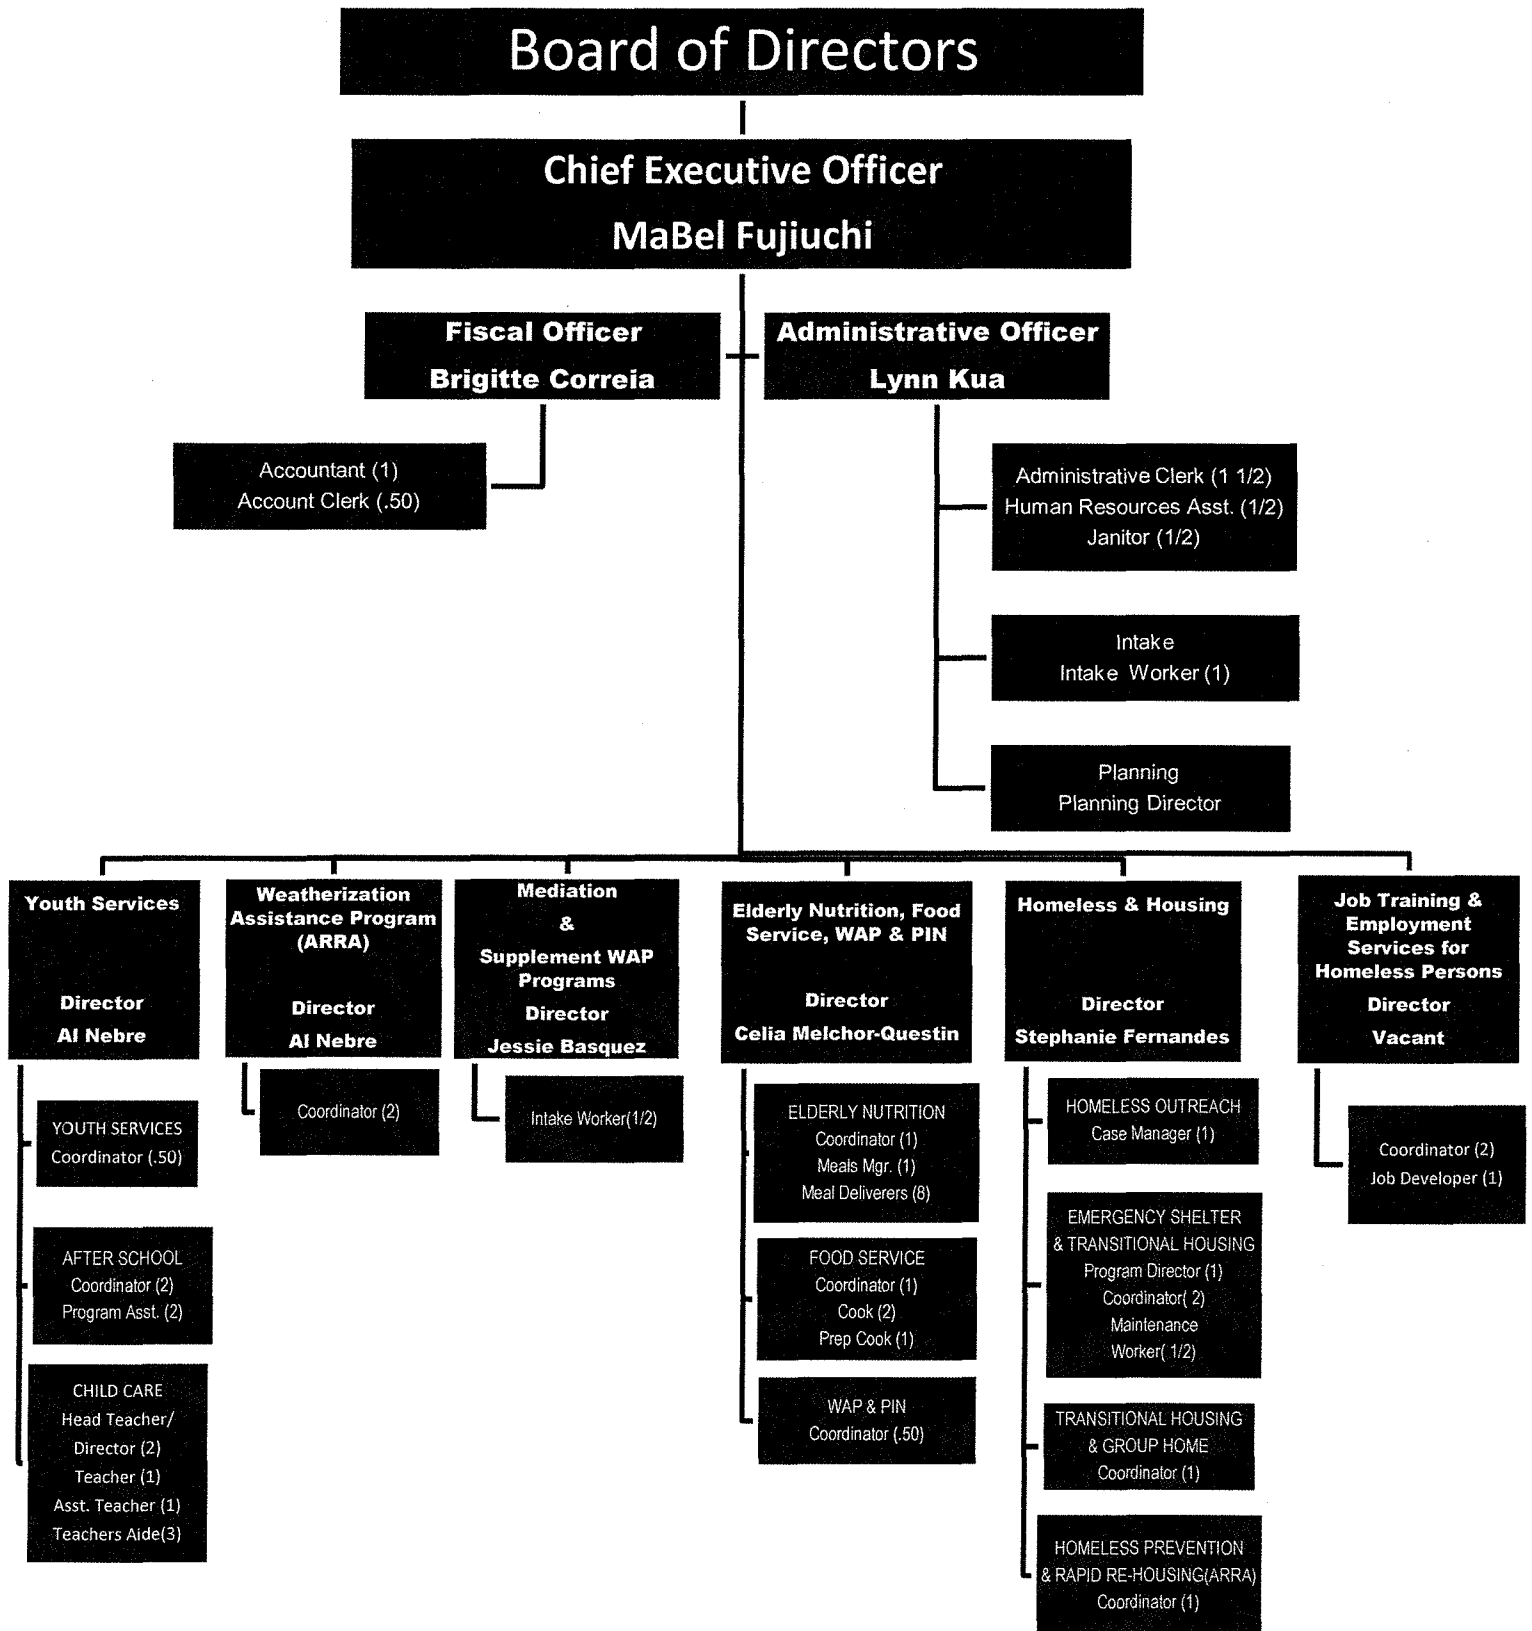 Board of Directors
Chief Executive Officer
MaBel Fujiuchi
Fiscal Officer
Brigitte Correia
Administrative Officer
Lynn Kua
Accountant (1)
Account Clerk (.50)
Administrative Clerk (1 1/2)
Human Resources Asst. (1/2)
Janitor (1/2)
Intake
Intake Worker (1)
Planning
Planning Director
Youth Services
Director
Al Nebre
YOUTH SERVICES
Coordinator (.50)
AFTER SCHOOL
Coordinator (2)
Program Asst. (2)
CHILD CARE
Head Teacher/
Director (2)
Teacher (1)
Asst. Teacher (1)
Teachers Aide(3)
Weatherization
Assistance Program
(ARRA)
Director
Al Nebre
Coordinator (2)
Mediation
&
Supplement WAP
Programs
Director
Jessie Basquez
Intake Worker(1/2)
Elderly Nutrition, Food
Service, WAP & PIN
Director
Celia Melchor-Questin
ELDERLY NUTRITION
Coordinator (1)
Meals Mgr. (1)
Meal Deliverers (8)
FOOD SERVICE
Coordinator (1)
Cook (2)
Prep Cook (1)
WAP & PIN
Coordinator (.50)
Homeless & Housing
Director
Stephanie Fernandes
HOMELESS OUTREACH
Case Manager (1)
EMERGENCY SHELTER
& TRANSITIONAL HOUSING
Program Director (1)
Coordinator( 2)
Maintenance
Worker( 1/2)
TRANSITIONAL HOUSING
& GROUP HOME
Coordinator (1)
HOMELESS PREVENTION
& RAPID RE-HOUSING(ARRA)
Coordinator (1)
Job Training &
Employment
Services for
Homeless Persons
Director
Vacant
Coordinator (2)
Job Developer (1)